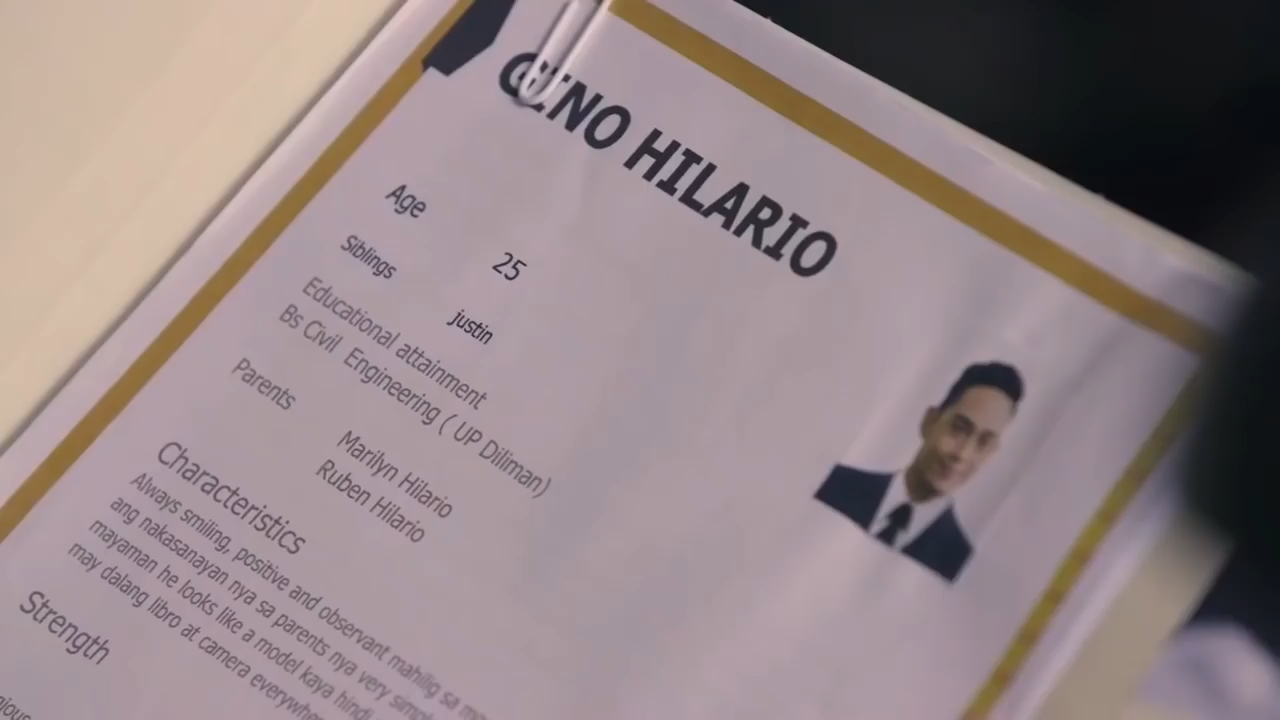 GINO HILARIO
Age
25
Siblings
justin
Educational attainment
Bs Civil Engineering ( UP Diliman)
Parents
Marilyn Hilario
Ruben Hilario
Characteristics
Always smiling, positive and observant mahilig sa
ang nakasanayan nya sa parents nya very
mayaman he looks like a model kaya hindi
may dalang libro at camera
Strength